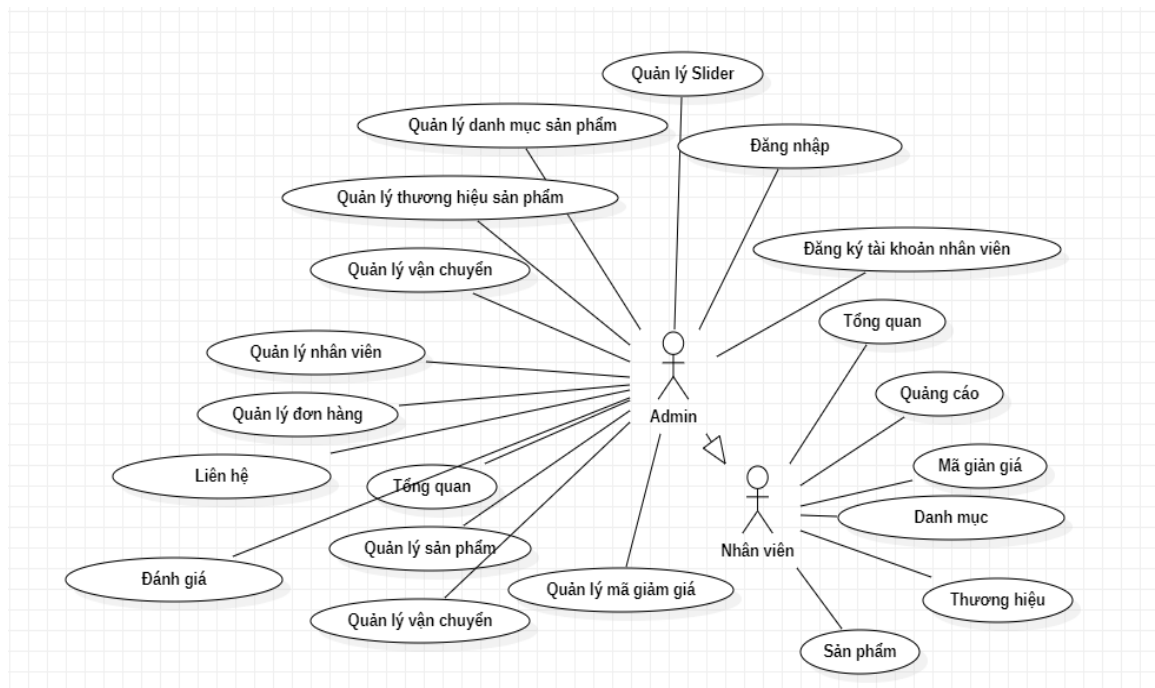 Quản lý Slider
Quản lý danh mục sản phẩm
Đăng nhập
Quản lý thương hiệu sản phẩm
Đăng ký tài khoản nhân viên
Quản lý vận chuyển
Tổng quan
Quản lý nhân viên
Quảng cáo
Quản lý đơn hàng
Admin
Mã giản giá
Liên hệ
Tổng quan
Danh mục
Quản lý sản phẩm
Nhân viên
Đánh giá
Quản lý mã giảm giá
Thương hiệu
Quản lý vận chuyển
Sản phẩm